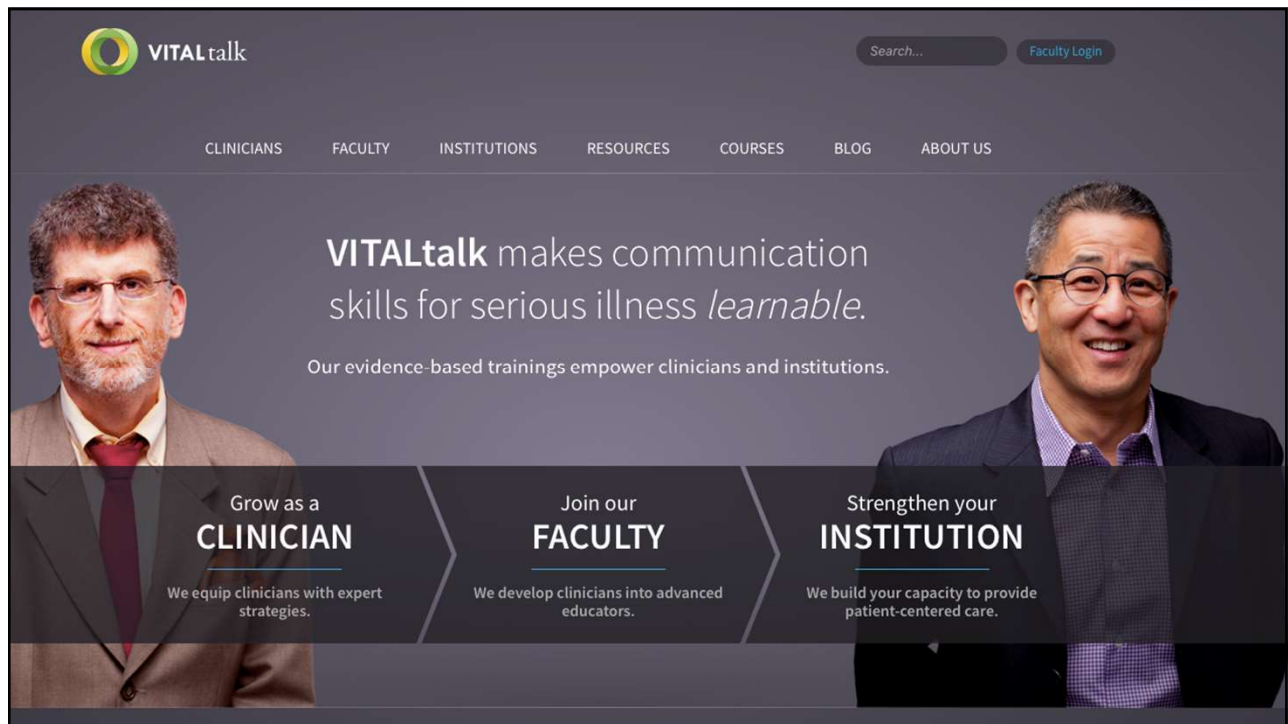 VITALtalk
Search...
Faculty Login
CLINICIANS FACULTY INSTITUTIONS RESOURCES COURSES BLOG ABOUT US
VITALtalk makes communication
skills for serious illness learnable.
Our evidence-based trainings empower clinicians and institutions.
Grow as a
CLINICIAN
We equip clinicians with expert
strategies.
Join our
FACULTY
We develop clinicians into advanced
educators.
Strengthen your
INSTITUTION
We build your capacity to provide
patient-centered care.